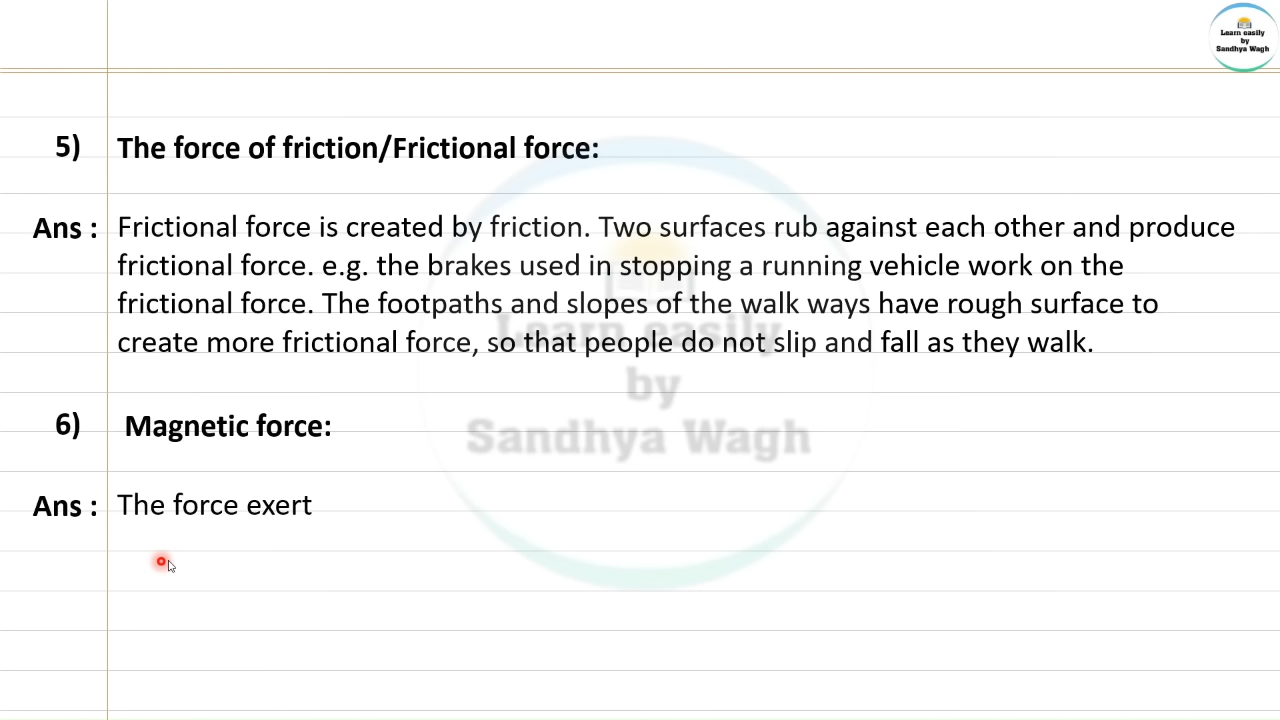 Learn easily
by
Sandhya Wagh
5) The force of friction/Frictional force:
Ans : Frictional force is created by friction. Two surfaces rub against each other and produce
frictional force. e.g. the brakes used in stopping a running vehicle work on the
frictional force. The footpaths and slopes of the walk ways have rough surface to
create more frictional force, so that people do not slip and fall as they walk.
Learn easily
by
Sandhya Wagh
6) Magnetic force:
Ans : The force exert